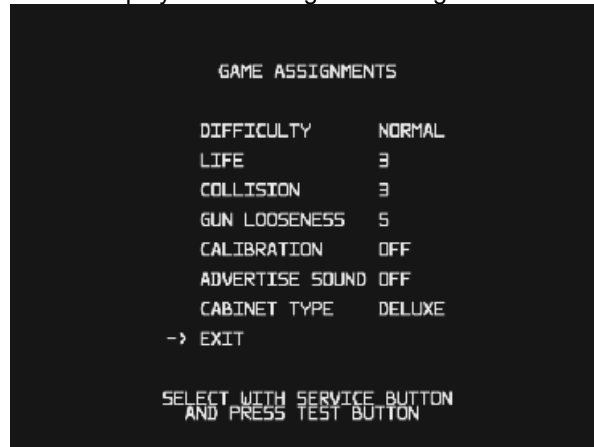 GAME ASSIGNMENTS
DIFFICULTY NORMAL
LIFE 3
COLLISION 3
GUN LOOSENESS 5
CALIBRATION OFF
ADVERTISE SOUND OFF
CABINET TYPE DELUXE
-> EXIT
SELECT WITH SERVICE BUTTON
AND PRESS TEST BUTTON